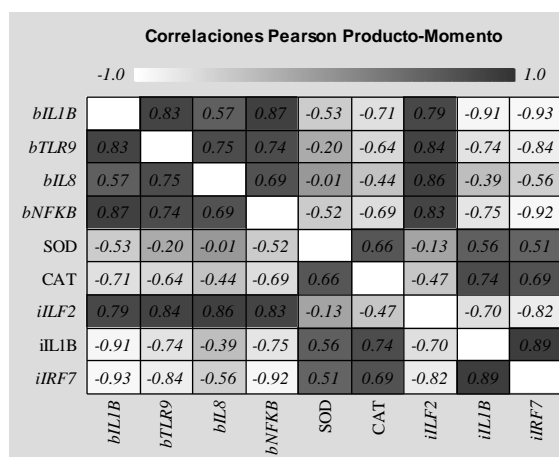 Correlaciones Pearson Producto-Momento
-1.0 1.0
bIL1B 0.83 0.57 0.87 -0.53 -0.71 0.79 -0.91 -0.93
bTLR9 0.83 0.75 0.74 -0.20 -0.64 0.84 -0.74 -0.84
bIL8 0.57 0.75 0.69 -0.01 -0.44 0.86 -0.39 -0.56
bNFKB 0.87 0.74 0.69 -0.52 -0.69 0.83 -0.75 -0.92
SOD -0.53 -0.20 -0.01 -0.52 0.66 -0.13 0.56 0.51
CAT -0.71 -0.64 -0.44 -0.69 0.66 -0.47 0.74 0.69
iILF2 0.79 0.84 0.86 0.83 -0.13 -0.47 -0.70 -0.82
iIL1B -0.91 -0.74 -0.39 -0.75 0.56 0.74 -0.70 0.89
iIRF7 -0.93 -0.84 -0.56 -0.92 0.51 0.69 -0.82 0.89
bIL1B bTLR9 bIL8 bNFKB SOD CAT iILF2 iIL1B iIRF7